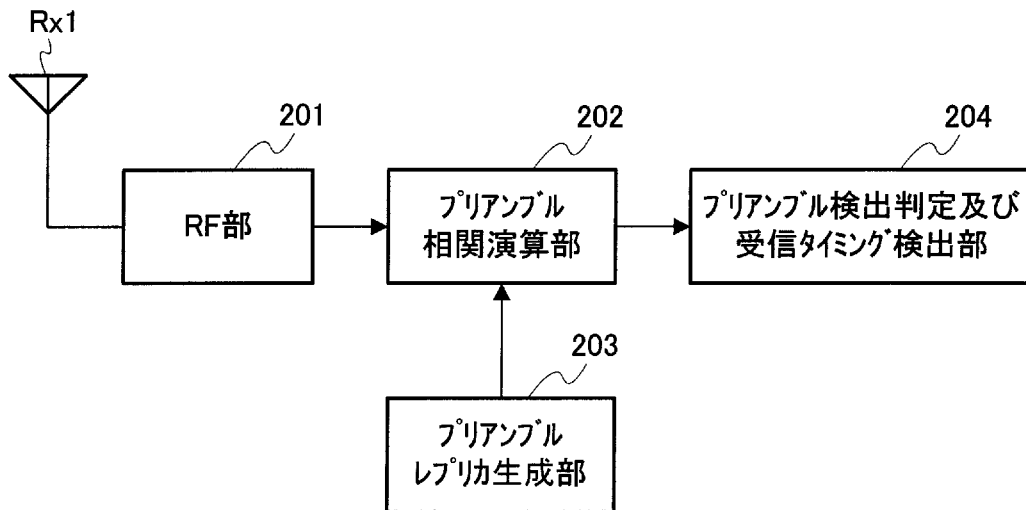 Rx1
201
202
204
RF部
プリアンブル
相関演算部
プリアンブル検出判定及び
受信タイミング検出部
203
プリアンブル
レプリカ生成部